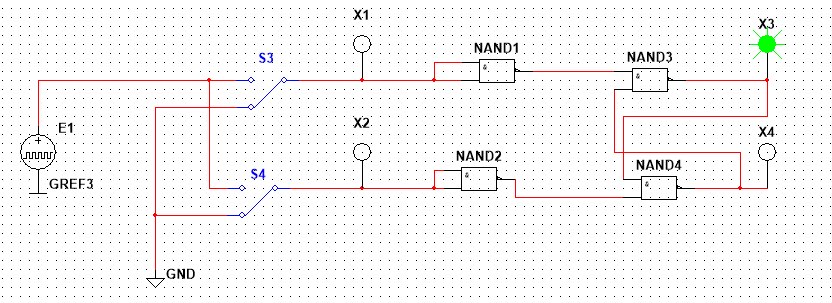 X1
X3
S3
NAND1
NAND3
&
&
E1
+
X2
X4
S4
NAND2
NAND4
&
&
GREF3
GND